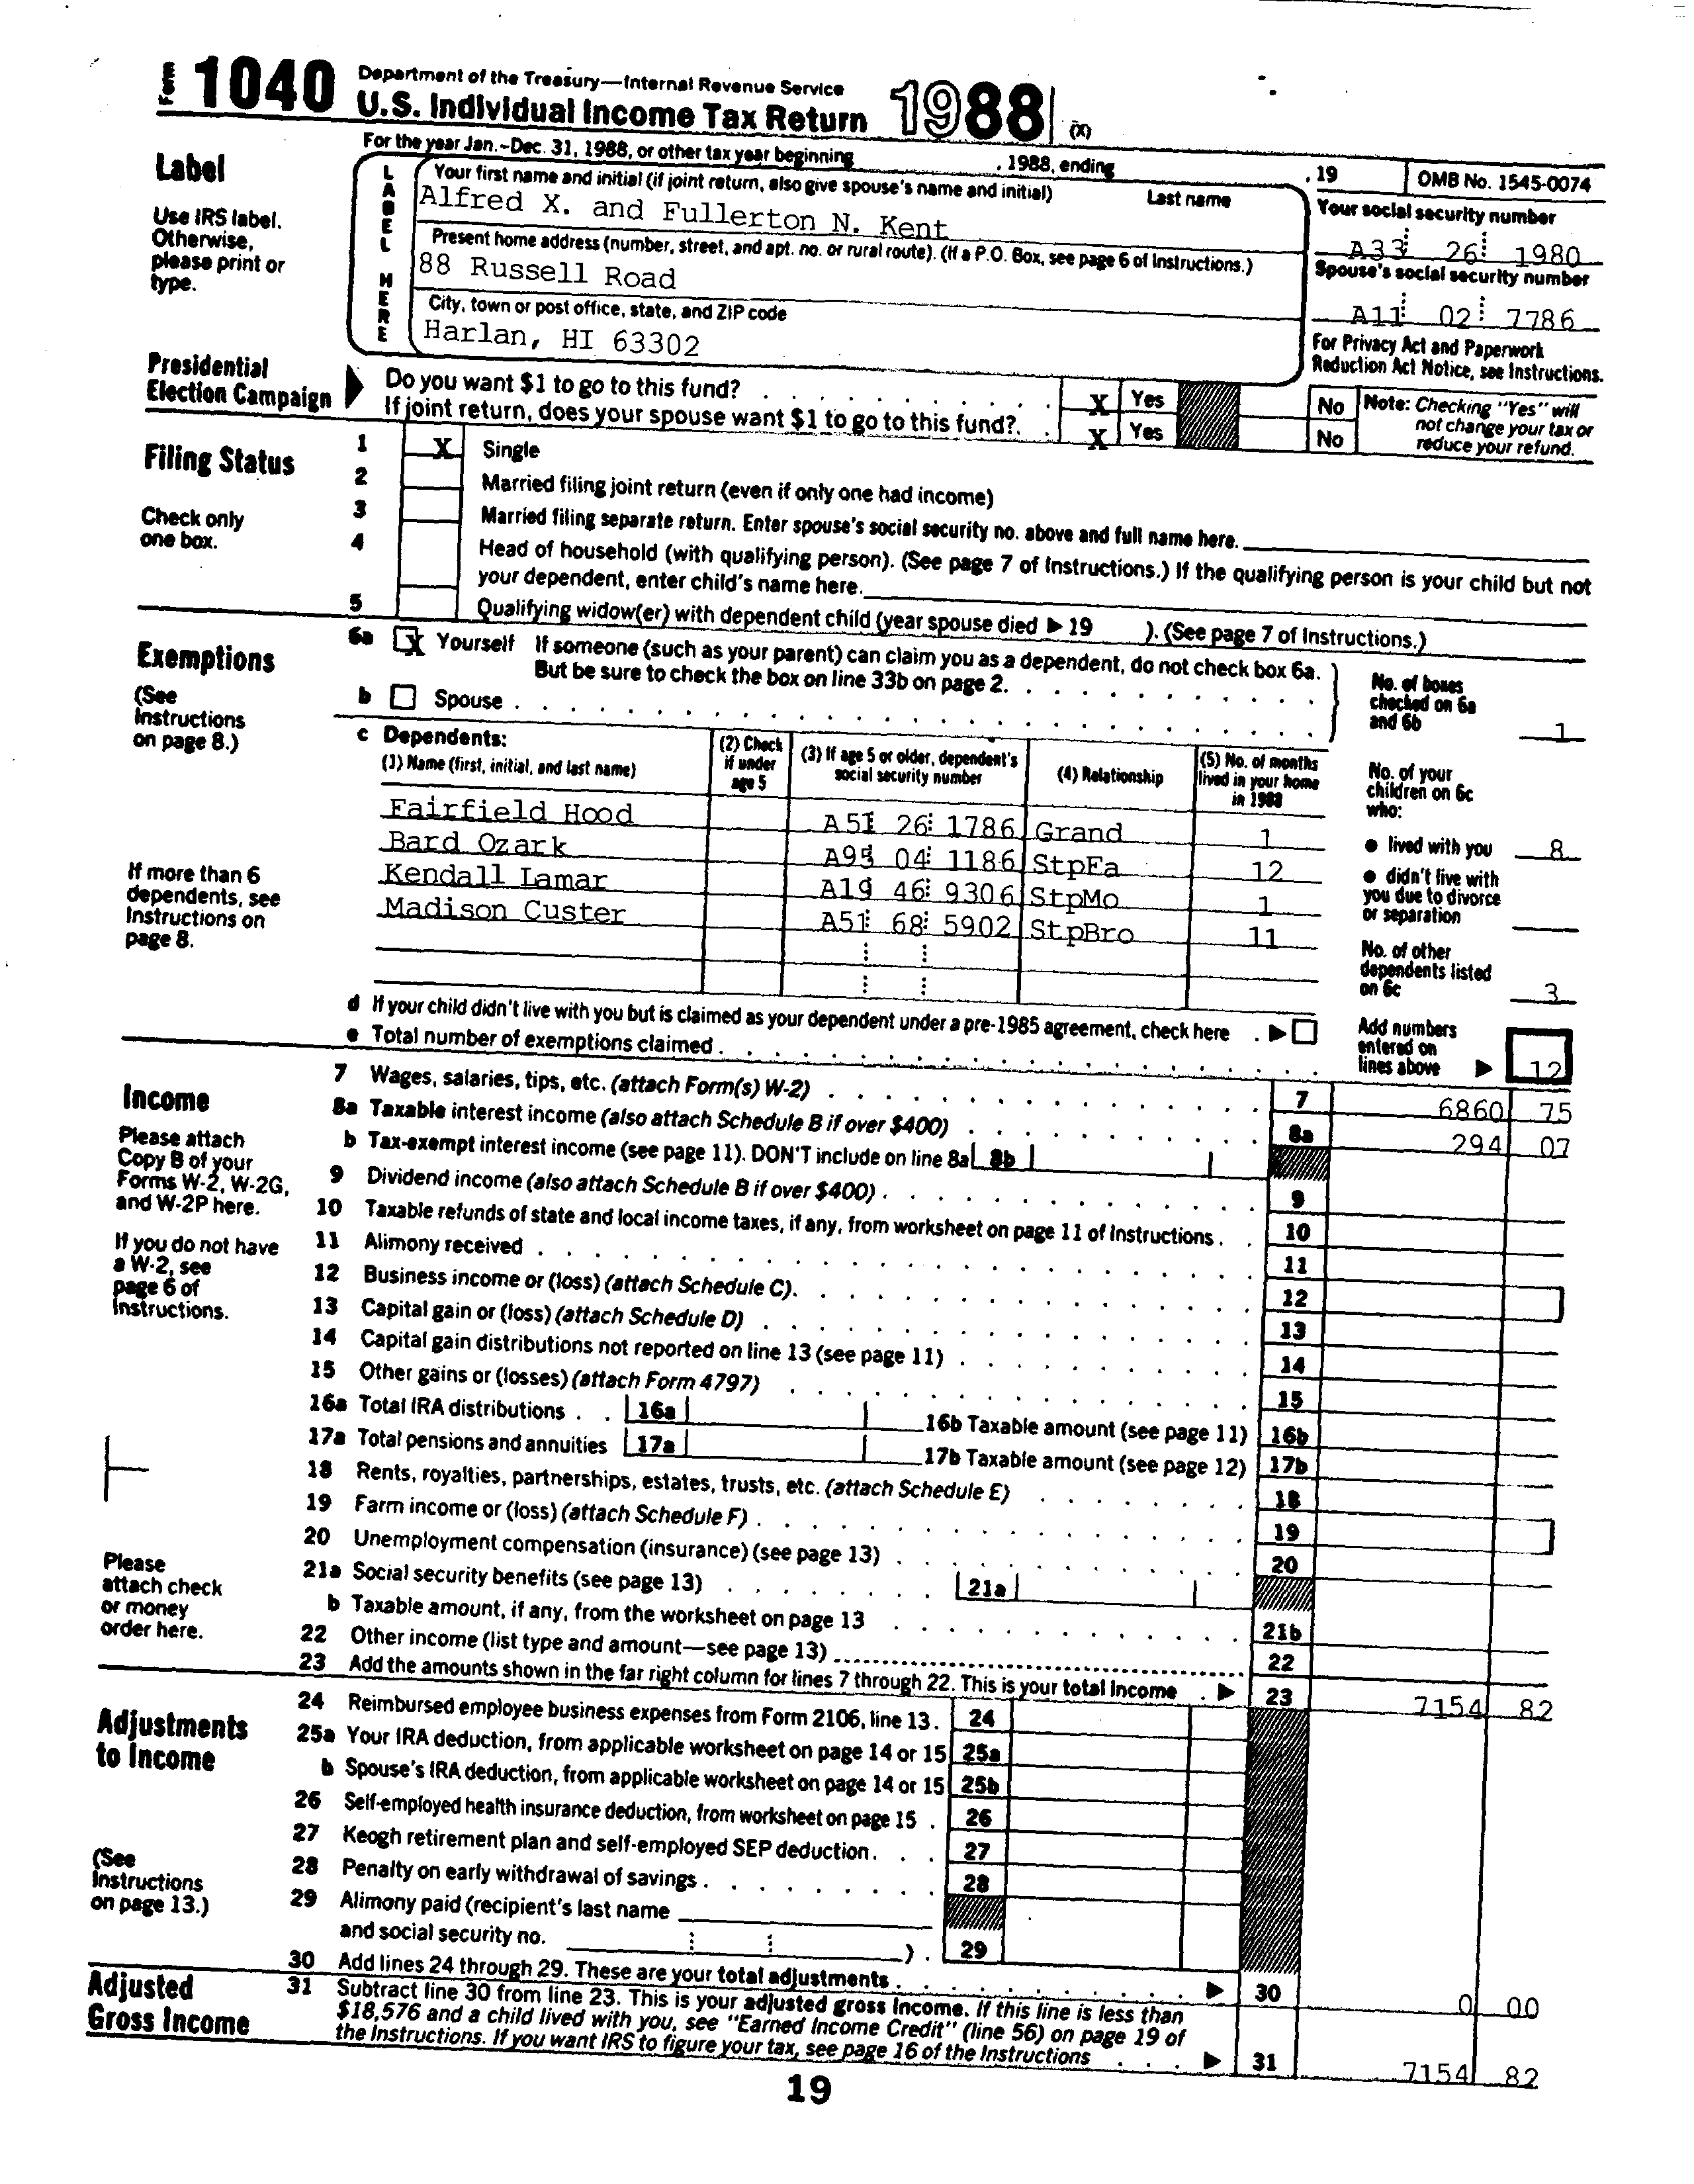 Form 1040 Department of the Treasury—Internal Revenue Service
U.S. Individual Income Tax Return 1988 (X)
For the year Jan.-Dec. 31, 1988, or other tax year beginning , 1988, ending , 19 OMB No. 1545-0074
Label
Use IRS label.
Otherwise,
please print or
type.
LABEL HERE
Your first name and initial (if joint return, also give spouse's name and initial) Last name
Alfred X. and Fullerton N. Kent
Your social security number
A33 26 1980
Present home address (number, street, and apt. no. or rural route). (If a P.O. Box, see page 6 of Instructions.)
88 Russell Road
Spouse's social security number
A11 02 7786
City, town or post office, state, and ZIP code
Harlan, HI 63302
For Privacy Act and Paperwork
Reduction Act Notice, see Instructions.
Presidential
Election Campaign
Do you want $1 to go to this fund? X Yes No
If joint return, does your spouse want $1 to go to this fund? X Yes No
Note: Checking "Yes" will
not change your tax or
reduce your refund.
Filing Status
Check only
one box.
1 X Single
2 Married filing joint return (even if only one had income)
3 Married filing separate return. Enter spouse's social security no. above and full name here.
4 Head of household (with qualifying person). (See page 7 of Instructions.) If the qualifying person is your child but not
your dependent, enter child's name here.
5 Qualifying widow(er) with dependent child (year spouse died ▶ 19 ). (See page 7 of Instructions.)
Exemptions
(See
Instructions
on page 8.)
If more than 6
dependents, see
Instructions on
page 8.
6a X Yourself If someone (such as your parent) can claim you as a dependent, do not check box 6a.
But be sure to check the box on line 33b on page 2.
b Spouse
No. of boxes
checked on 6a
and 6b 1
c Dependents:
(1) Name (first, initial, and last name)
(2) Check
if under
age 5
(3) If age 5 or older, dependent's
social security number
(4) Relationship
(5) No. of months
lived in your home
in 1988
Fairfield Hood A51 26 1786 Grand 1
Bard Ozark A95 04 1186 StpFa 12
Kendall Lamar A19 46 9306 StpMo 1
Madison Custer A51 68 5902 StpBro 11
No. of your
children on 6c
who:
● lived with you 8
● didn't live with
you due to divorce
or separation
No. of other
dependents listed
on 6c 3
d If your child didn't live with you but is claimed as your dependent under a pre-1985 agreement, check here ▶
e Total number of exemptions claimed
Add numbers
entered on
lines above ▶ 12
Income
Please attach
Copy B of your
Forms W-2, W-2G,
and W-2P here.
If you do not have
a W-2, see
page 6 of
Instructions.
Please
attach check
or money
order here.
7 Wages, salaries, tips, etc. (attach Form(s) W-2) 7 6860 75
8a Taxable interest income (also attach Schedule B if over $400) 8a 294 07
b Tax-exempt interest income (see page 11). DON'T include on line 8a 8b
9 Dividend income (also attach Schedule B if over $400) 9
10 Taxable refunds of state and local income taxes, if any, from worksheet on page 11 of Instructions 10
11 Alimony received 11
12 Business income or (loss) (attach Schedule C) 12
13 Capital gain or (loss) (attach Schedule D) 13
14 Capital gain distributions not reported on line 13 (see page 11) 14
15 Other gains or (losses) (attach Form 4797) 15
16a Total IRA distributions 16a 16b Taxable amount (see page 11) 16b
17a Total pensions and annuities 17a 17b Taxable amount (see page 12) 17b
18 Rents, royalties, partnerships, estates, trusts, etc. (attach Schedule E) 18
19 Farm income or (loss) (attach Schedule F) 19
20 Unemployment compensation (insurance) (see page 13) 20
21a Social security benefits (see page 13) 21a
b Taxable amount, if any, from the worksheet on page 13 21b
22 Other income (list type and amount—see page 13) 22
23 Add the amounts shown in the far right column for lines 7 through 22. This is your total income ▶ 23 7154 82
Adjustments
to Income
(See
Instructions
on page 13.)
24 Reimbursed employee business expenses from Form 2106, line 13. 24
25a Your IRA deduction, from applicable worksheet on page 14 or 15 25a
b Spouse's IRA deduction, from applicable worksheet on page 14 or 15 25b
26 Self-employed health insurance deduction, from worksheet on page 15 26
27 Keogh retirement plan and self-employed SEP deduction 27
28 Penalty on early withdrawal of savings 28
29 Alimony paid (recipient's last name
and social security no. ) 29
30 Add lines 24 through 29. These are your total adjustments ▶ 30 0 00
Adjusted
Gross Income
31 Subtract line 30 from line 23. This is your adjusted gross income. If this line is less than
$18,576 and a child lived with you, see "Earned Income Credit" (line 56) on page 19 of
the Instructions. If you want IRS to figure your tax, see page 16 of the Instructions ▶ 31 7154 82
19